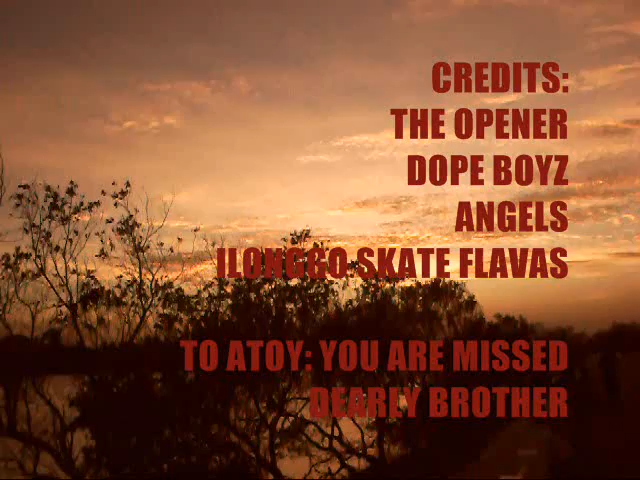 CREDITS:
THE OPENER
DOPE BOYZ
ANGELS
ILONGGO SKATE FLAVAS
TO ATOY: YOU ARE MISSED
DEARLY BROTHER